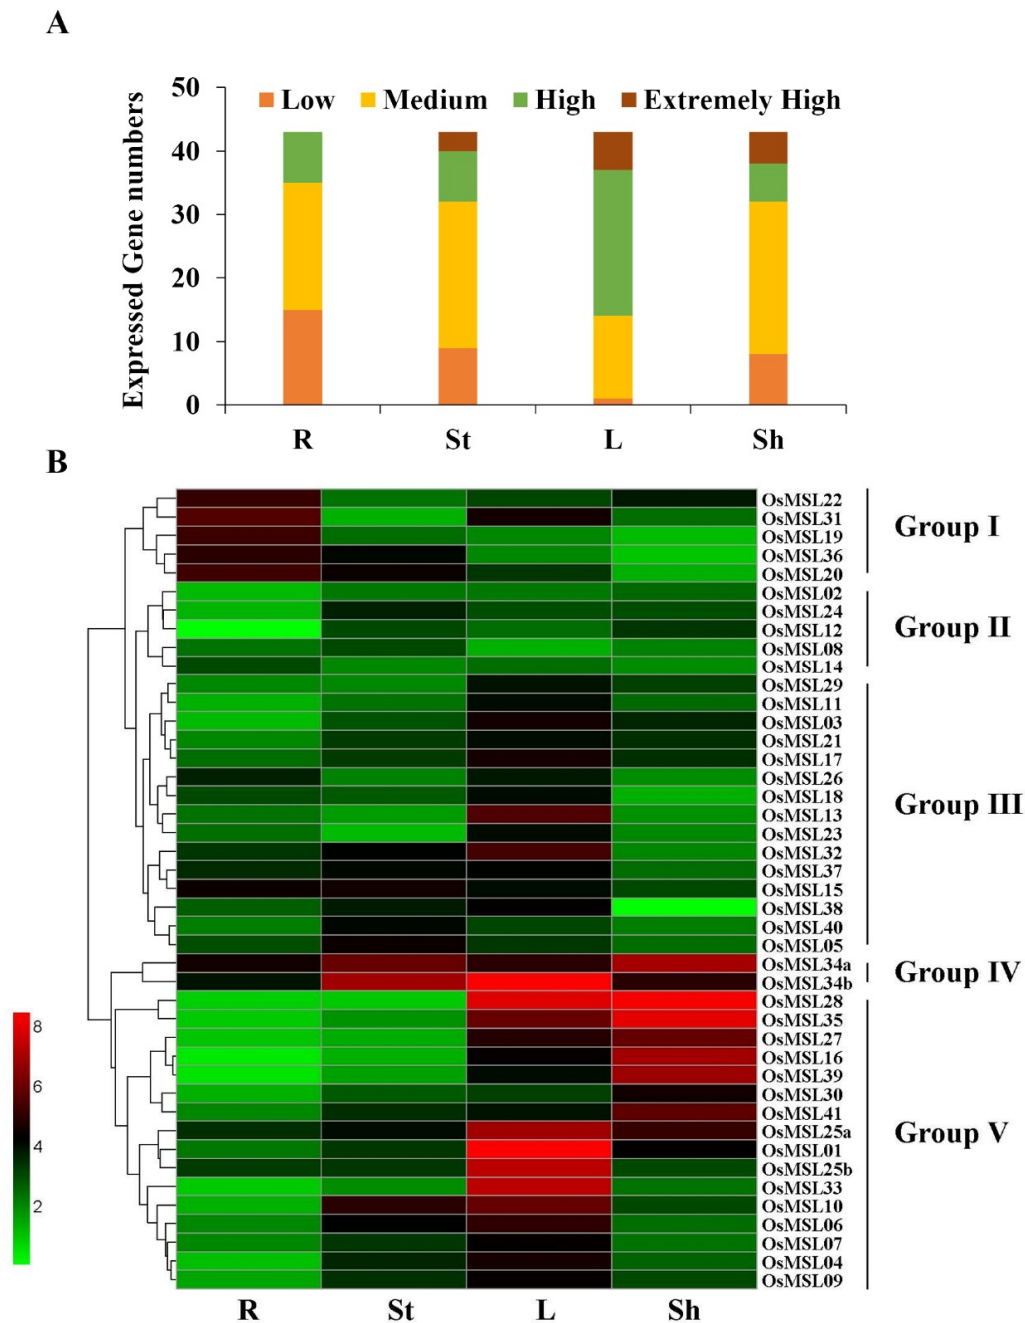 A
50
Low Medium High Extremely High
40
30
20
10
0
Expressed Gene numbers
R St L Sh
B
OsMSL22
OsMSL31
OsMSL19
OsMSL36
OsMSL20
OsMSL02
OsMSL24
OsMSL12
OsMSL08
OsMSL14
OsMSL29
OsMSL11
OsMSL03
OsMSL21
OsMSL17
OsMSL26
OsMSL18
OsMSL13
OsMSL23
OsMSL32
OsMSL37
OsMSL15
OsMSL38
OsMSL40
OsMSL05
OsMSL34a
OsMSL34b
OsMSL28
OsMSL35
OsMSL27
OsMSL16
OsMSL39
OsMSL30
OsMSL41
OsMSL25a
OsMSL01
OsMSL25b
OsMSL33
OsMSL10
OsMSL06
OsMSL07
OsMSL04
OsMSL09
Group I
Group II
Group III
Group IV
Group V
8
6
4
2
R St L Sh